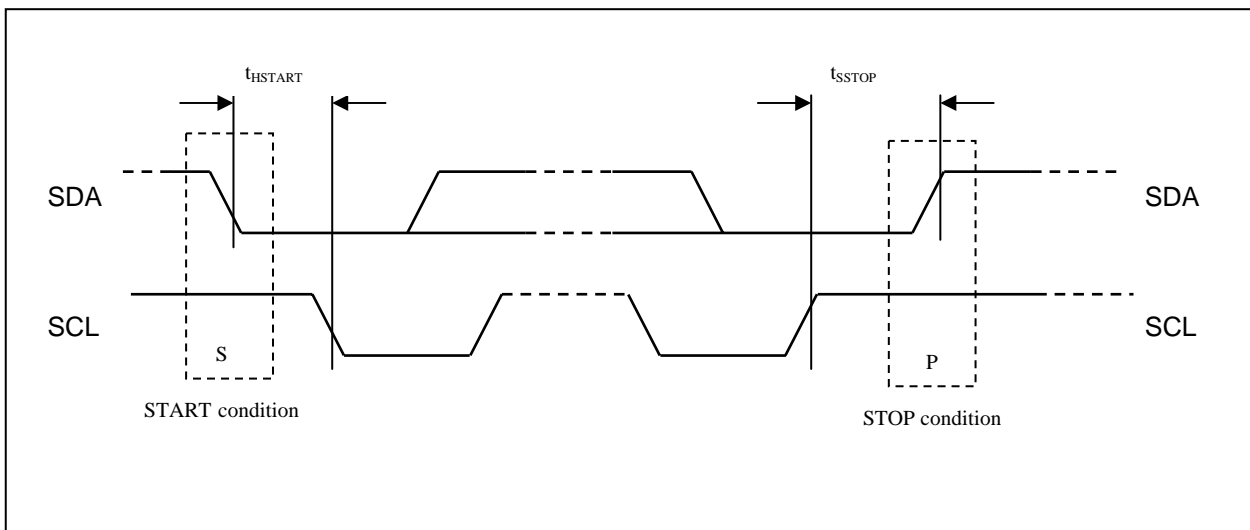 tHSTART
tSSTOP
SDA
SDA
SCL
SCL
S
P
START condition
STOP condition